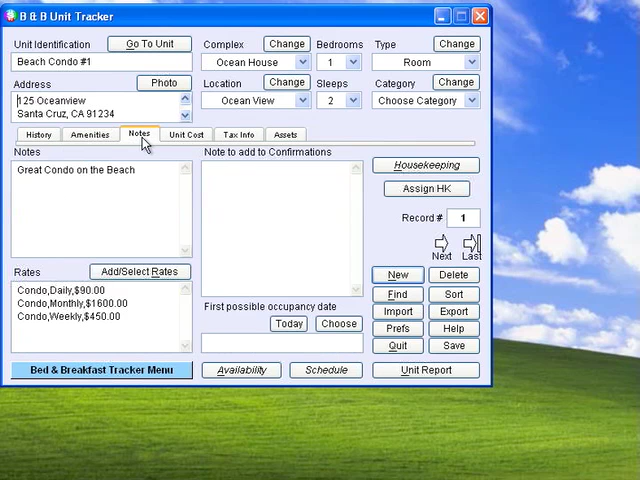 B & B Unit Tracker
Unit Identification
Go To Unit
Complex
Change
Bedrooms
Type
Change
Beach Condo #1
Ocean House
1
Room
Address
Photo
Location
Change
Sleeps
Category
Change
125 Oceanview
Santa Cruz, CA 91234
Ocean View
2
Choose Category
History
Amenities
Notes
Unit Cost
Tax Info
Assets
Notes
Note to add to Confirmations
Housekeeping
Great Condo on the Beach
Assign HK
Record #
1
Next
Last
Rates
Add/Select Rates
New
Delete
Condo,Daily,$90.00
Condo,Monthly,$1600.00
Condo,Weekly,$450.00
Find
Sort
First possible occupancy date
Import
Export
Today
Choose
Prefs
Help
Quit
Save
Bed & Breakfast Tracker Menu
Availability
Schedule
Unit Report